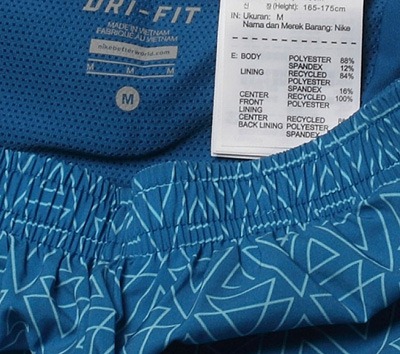 DRI-FIT
MADE IN VIETNAM
FABRIQUÉ AU VIETNAM
nikebetterworld.com
M
(Height): 165-175cm
IN: Ukuran: M
Nama dan Merek Barang: Nike
E: BODY POLYESTER 88%
SPANDEX 12%
LINING RECYCLED 84%
POLYESTER
SPANDEX 16%
CENTER RECYCLED 100%
FRONT POLYESTER
LINING
CENTER RECYCLED
BACK LINING POLYESTER
SPANDEX